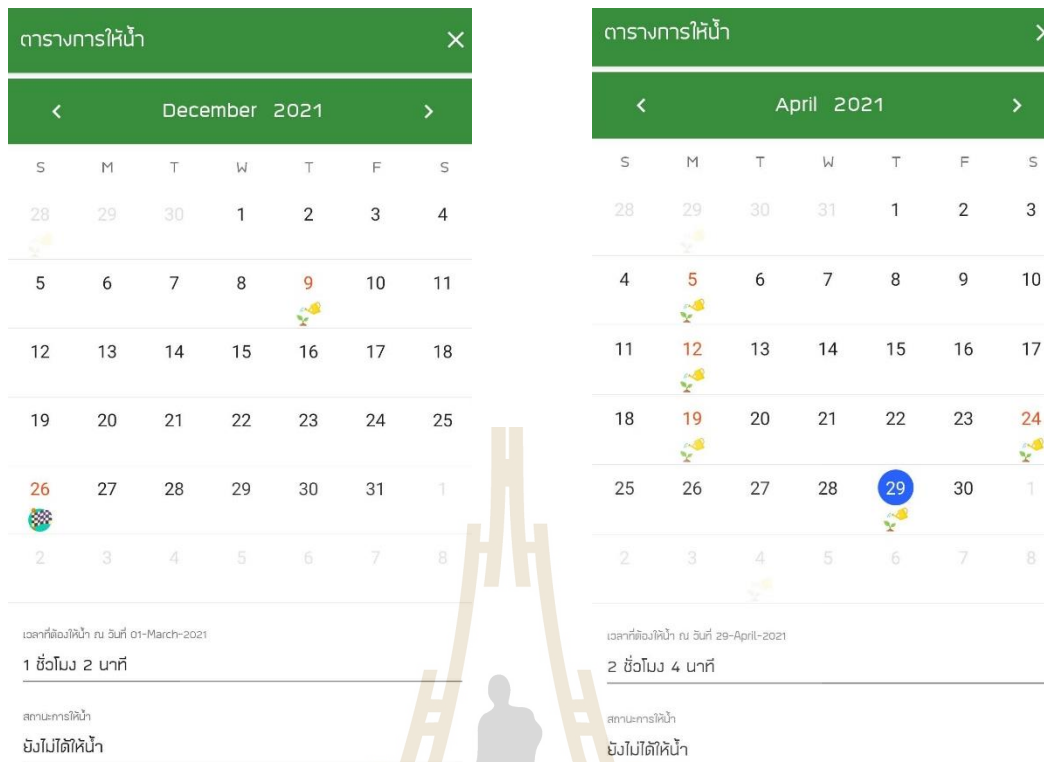 ตารางการให้น้ำ
December 2021
S M T W T F S
28 29 30 1 2 3 4
5 6 7 8 9 10 11
12 13 14 15 16 17 18
19 20 21 22 23 24 25
26 27 28 29 30 31 1
2 3 4 5 6 7 8
เวลาที่ต้องให้น้ำ ณ วันที่ 01-March-2021
1 ชั่วโมง 2 นาที
สถานะการให้น้ำ
ยังไม่ได้ให้น้ำ
ตารางการให้น้ำ
April 2021
S M T W T F S
28 29 30 31 1 2 3
4 5 6 7 8 9 10
11 12 13 14 15 16 17
18 19 20 21 22 23 24
25 26 27 28 29 30 1
2 3 4 5 6 7 8
เวลาที่ต้องให้น้ำ ณ วันที่ 29-April-2021
2 ชั่วโมง 4 นาที
สถานะการให้น้ำ
ยังไม่ได้ให้น้ำ